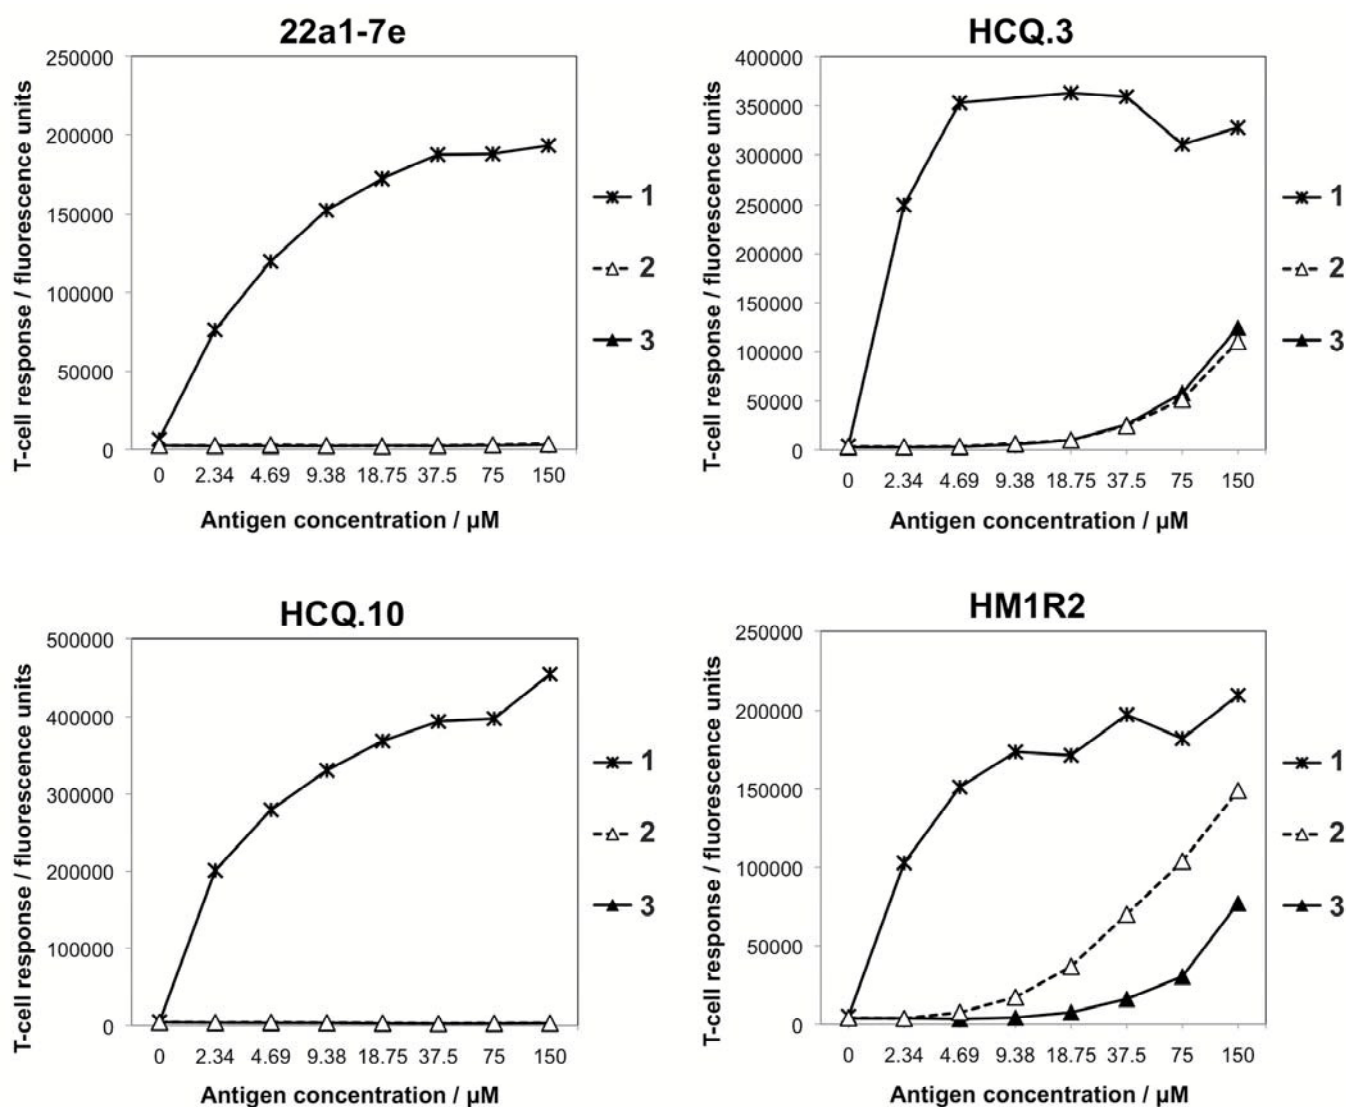 22a1-7e
T-cell response / fluorescence units
250000
200000
150000
100000
50000
0
0 2.34 4.69 9.38 18.75 37.5 75 150
Antigen concentration / µM
1
2
3
HCQ.3
T-cell response / fluorescence units
400000
350000
300000
250000
200000
150000
100000
50000
0
0 2.34 4.69 9.38 18.75 37.5 75 150
Antigen concentration / µM
1
2
3
HCQ.10
T-cell response / fluorescence units
500000
400000
300000
200000
100000
0
0 2.34 4.69 9.38 18.75 37.5 75 150
Antigen concentration / µM
1
2
3
HM1R2
T-cell response / fluorescence units
250000
200000
150000
100000
50000
0
0 2.34 4.69 9.38 18.75 37.5 75 150
Antigen concentration / µM
1
2
3